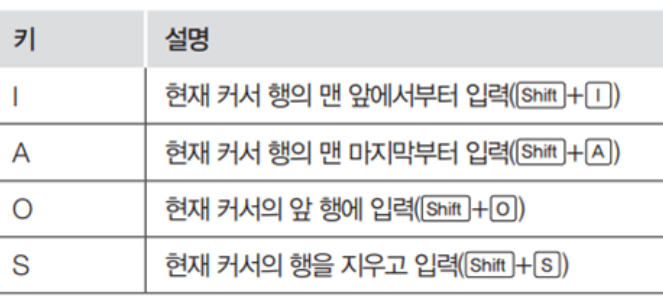 키 설명
I 현재 커서 행의 맨 앞에서부터 입력(Shift+I)
A 현재 커서 행의 맨 마지막부터 입력(Shift+A)
O 현재 커서의 앞 행에 입력(Shift+O)
S 현재 커서의 행을 지우고 입력(Shift+S)